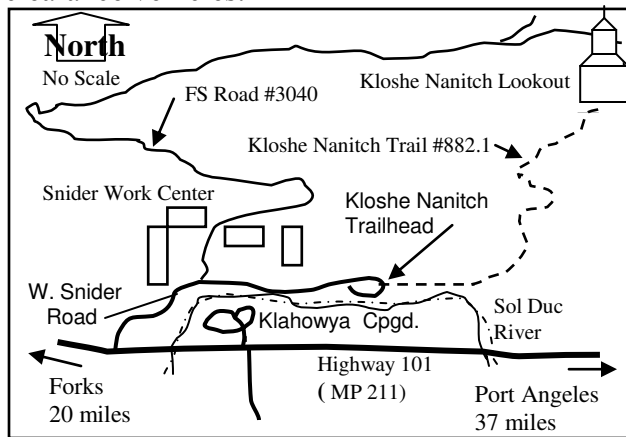 North
No Scale
Kloshe Nanitch Lookout
FS Road #3040
Kloshe Nanitch Trail #882.1
Snider Work Center
Kloshe Nanitch
Trailhead
W. Snider
Road
Klahowya Cpgd.
Sol Duc
River
Highway 101
( MP 211)
Forks
20 miles
Port Angeles
37 miles